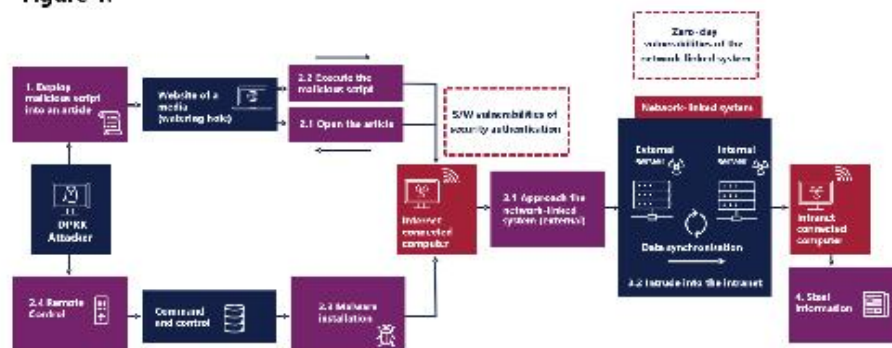 Figure 1.
1. Deploy
malicious script
into an article
Website of a
media
(watering hole)
2.2 Execute the
malicious script
2.1 Open the article
S/W vulnerabilities of
security authentication
Zero-day
vulnerabilities of the
network-linked system
Network-linked system
External
server
Internal
server
Data synchronisation
3.2 Intrude into the intranet
DPRK
Attacker
Internet
connected
computer
3.1 Approach the
network-linked
system (external)
Intranet
connected
computer
2.4 Remote
Control
Command
and control
2.3 Malware
installation
4. Steal
Information